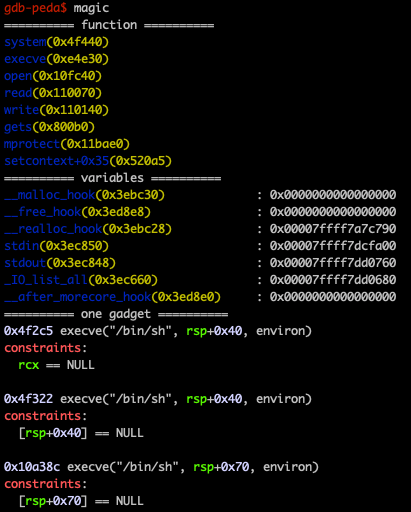 gdb-peda$ magic
========== function ==========
system(0x4f440)
execve(0xe4e30)
open(0x10fc40)
read(0x110070)
write(0x110140)
gets(0x800b0)
mprotect(0x11bae0)
setcontext+0x35(0x520a5)
========== variables ==========
__malloc_hook(0x3ebc30) : 0x0000000000000000
__free_hook(0x3ed8e8) : 0x0000000000000000
__realloc_hook(0x3ebc28) : 0x00007ffff7a7c790
stdin(0x3ec850) : 0x00007ffff7dcfa00
stdout(0x3ec848) : 0x00007ffff7dd0760
_IO_list_all(0x3ec660) : 0x00007ffff7dd0680
__after_morecore_hook(0x3ed8e0) : 0x0000000000000000
========== one gadget ==========
0x4f2c5 execve("/bin/sh", rsp+0x40, environ)
constraints:
  rcx == NULL

0x4f322 execve("/bin/sh", rsp+0x40, environ)
constraints:
  [rsp+0x40] == NULL

0x10a38c execve("/bin/sh", rsp+0x70, environ)
constraints:
  [rsp+0x70] == NULL